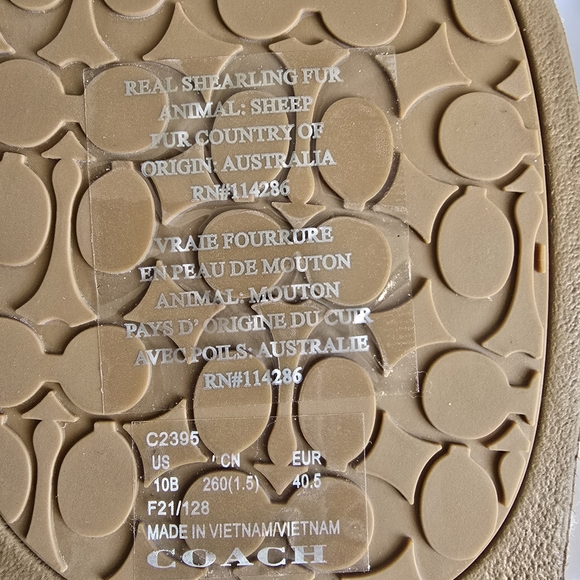 REAL SHEARLING FUR
ANIMAL: SHEEP
FUR COUNTRY OF
ORIGIN: AUSTRALIA
RN#114286
VRAIE FOURRURE
EN PEAU DE MOUTON
ANIMAL: MOUTON
PAYS D' ORIGINE DU CUIR
AVEC POILS: AUSTRALIE
RN#114286
C2395
US CN EUR
10B 260(1.5) 40.5
F21/128
MADE IN VIETNAM/VIETNAM
COACH